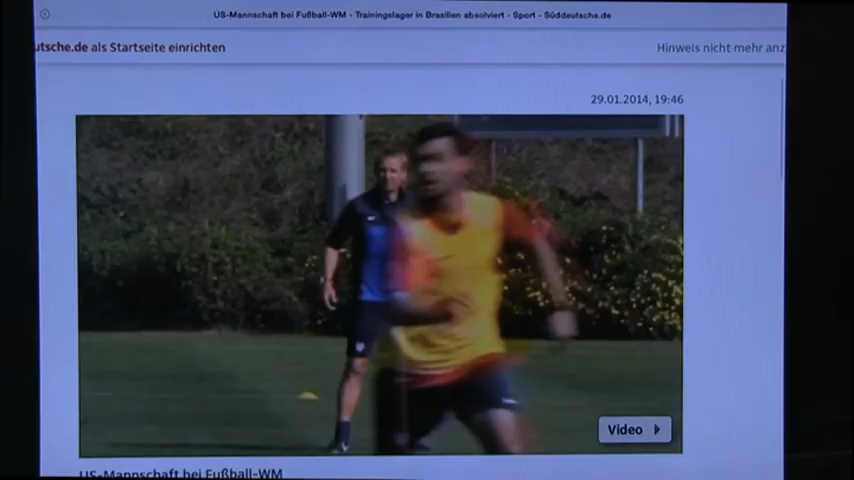 US-Mannschaft bei Fußball-WM - Trainingslager in Brasilien absolviert - Sport - Süddeutsche.de
utsche.de als Startseite einrichten
Hinweis nicht mehr anz
29.01.2014, 19:46
Video
US-Mannschaft bei Fußball-WM